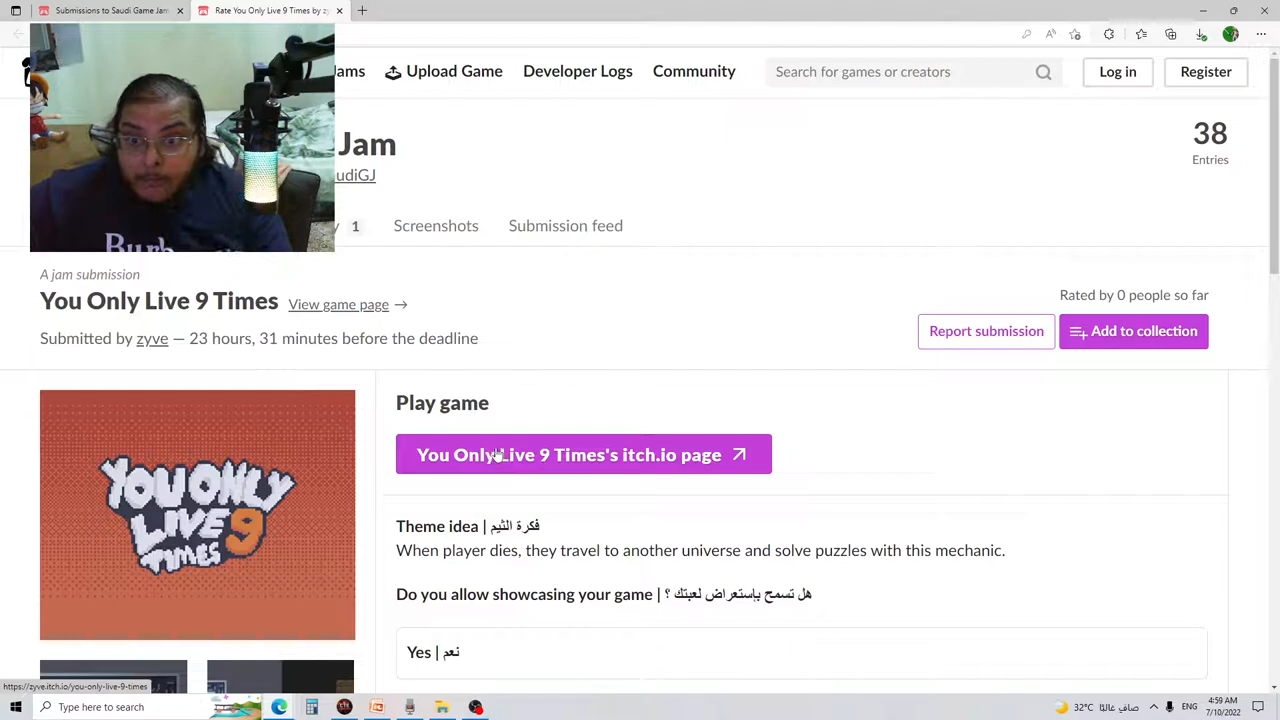 Submissions to Saudi Game Jam
Rate You Only Live 9 Times by zy
Jams
Upload Game
Developer Logs
Community
Search for games or creators
Log in
Register
Jam
udiGJ
38
Entries
1
Screenshots
Submission feed
A jam submission
You Only Live 9 Times
View game page →
Rated by 0 people so far
Submitted by zyve — 23 hours, 31 minutes before the deadline
Report submission
Add to collection
Play game
You Only Live 9 Times's itch.io page
YOU ONLY
LIVE 9
TIMES
Theme idea | فكرة الثيم
When player dies, they travel to another universe and solve puzzles with this mechanic.
Do you allow showcasing your game | هل تسمح بإستعراض لعبتك ؟
Yes | نعم
https://zyve.itch.io/you-only-live-9-times
Type here to search
32°C صافي غالبًا
ENG
4:59 AM
7/10/2022